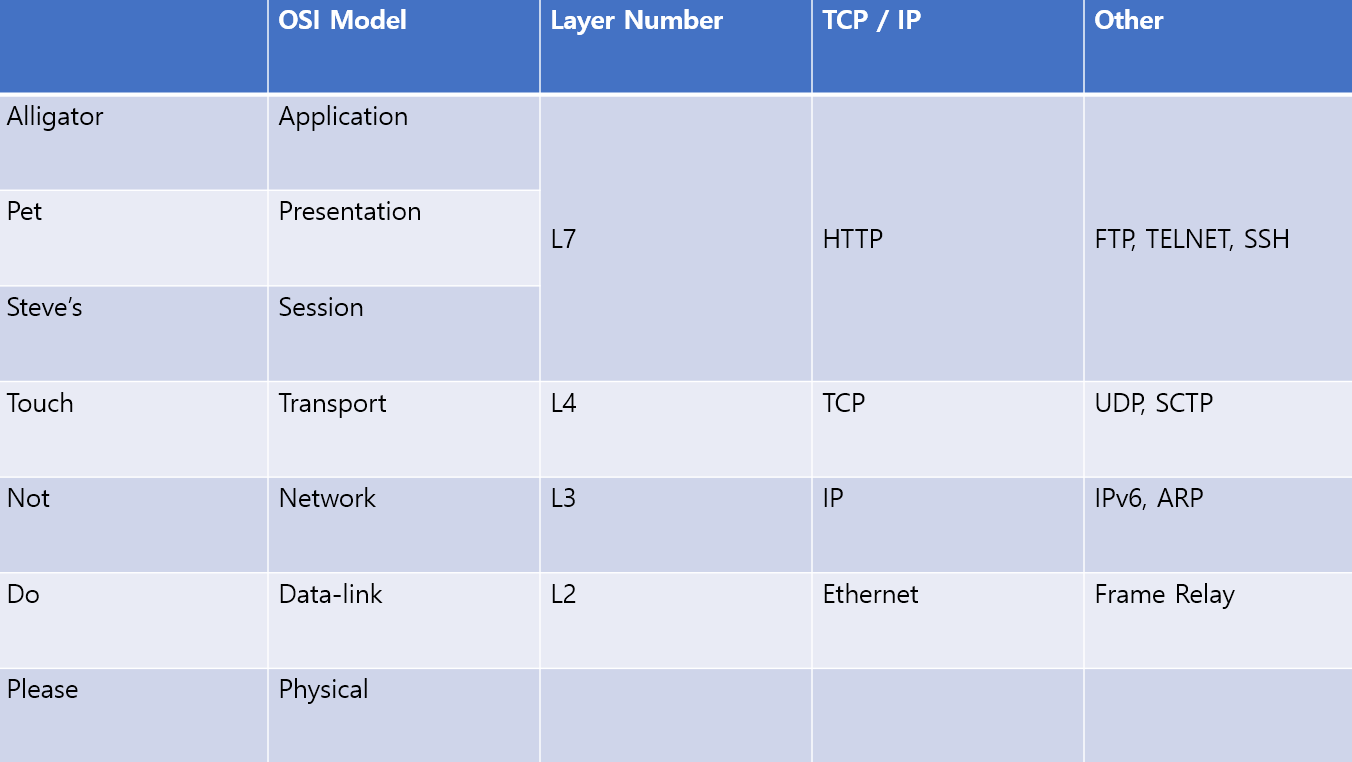 OSI Model Layer Number TCP / IP Other
Alligator Application
Pet Presentation
L7 HTTP FTP, TELNET, SSH
Steve’s Session
Touch Transport L4 TCP UDP, SCTP
Not Network L3 IP IPv6, ARP
Do Data-link L2 Ethernet Frame Relay
Please Physical